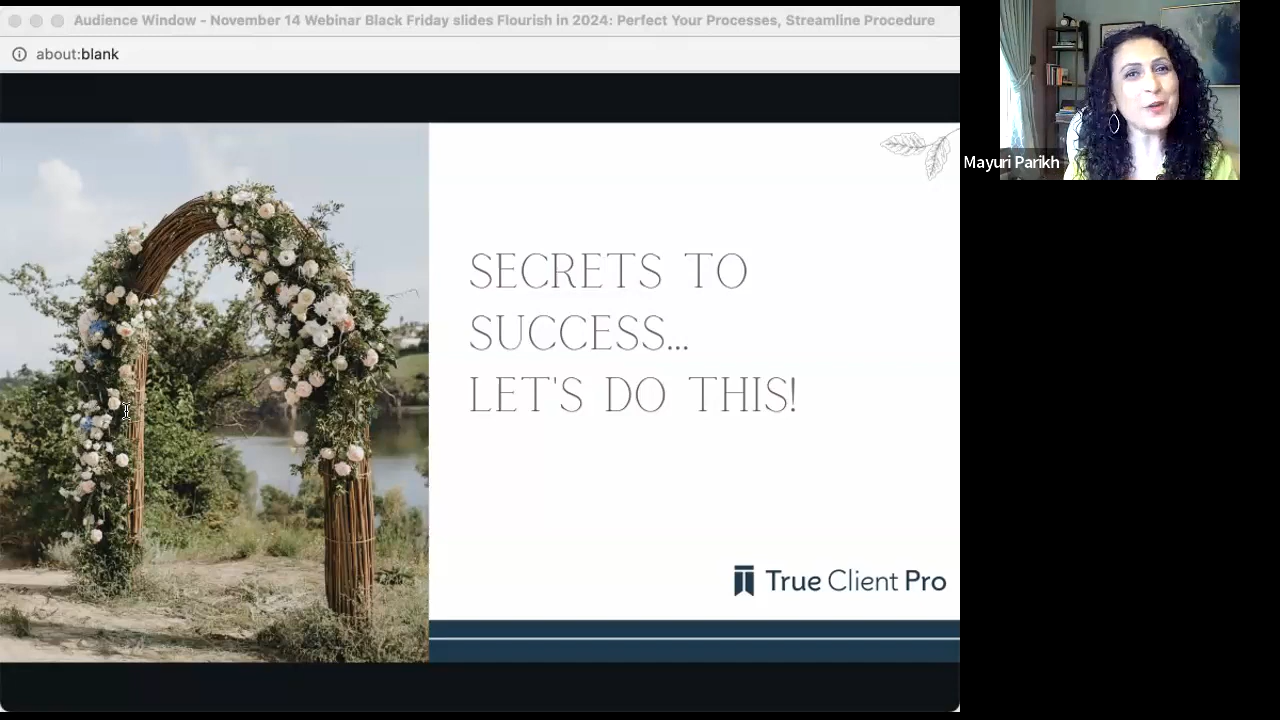 Audience Window - November 14 Webinar Black Friday slides Flourish in 2024: Perfect Your Processes, Streamline Procedure
about:blank
Mayuri Parikh
SECRETS TO
SUCCESS...
LET'S DO THIS!
True Client Pro